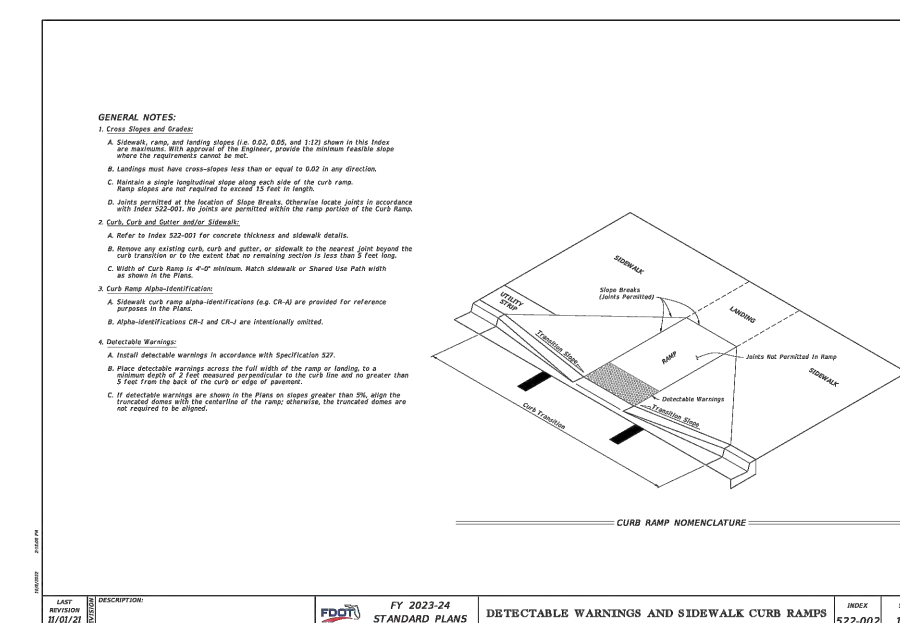 GENERAL NOTES:
1. Cross Slopes and Grades:
A. Sidewalk, ramp, and landing slopes (i.e. 0.02, 0.05, and 1:12) shown in this Index
are maximums. With approval of the Engineer, provide the minimum feasible slope
where the requirements cannot be met.
B. Landings must have cross-slopes less than or equal to 0.02 in any direction.
C. Maintain a single longitudinal slope along each side of the curb ramp.
Ramp slopes are not required to exceed 15 feet in length.
D. Joints permitted at the location of Slope Breaks. Otherwise locate joints in accordance
with Index 522-001. No joints are permitted within the ramp portion of the Curb Ramp.
2. Curb, Curb and Gutter and/or Sidewalk:
A. Refer to Index 522-001 for concrete thickness and sidewalk details.
B. Remove any existing curb, curb and gutter, or sidewalk to the nearest joint beyond the
curb transition or to the extent that no remaining section is less than 5 feet long.
C. Width of Curb Ramp is 4'-0" minimum. Match sidewalk or Shared Use Path width
as shown in the Plans.
3. Curb Ramp Alpha-Identification:
A. Sidewalk curb ramp alpha-identifications (e.g. CR-A) are provided for reference
purposes in the Plans.
B. Alpha-identifications CR-I and CR-J are intentionally omitted.
4. Detectable Warnings:
A. Install detectable warnings in accordance with Specification 527.
B. Place detectable warnings across the full width of the ramp or landing, to a
minimum depth of 2 feet measured perpendicular to the curb line and no greater than
5 feet from the back of the curb or edge of pavement.
C. If detectable warnings are shown in the Plans on slopes greater than 5%, align the
truncated domes with the centerline of the ramp; otherwise, the truncated domes are
not required to be aligned.
SIDEWALK
Slope Breaks
(Joints Permitted)
UTILITY
STRIP
LANDING
Transition Slope
RAMP
Joints Not Permitted In Ramp
SIDEWALK
Detectable Warnings
Transition Slope
Curb Transition
CURB RAMP NOMENCLATURE
LAST
REVISION
11/01/21
DESCRIPTION:
FDOT
FY 2023-24
STANDARD PLANS
DETECTABLE WARNINGS AND SIDEWALK CURB RAMPS
INDEX
522-002